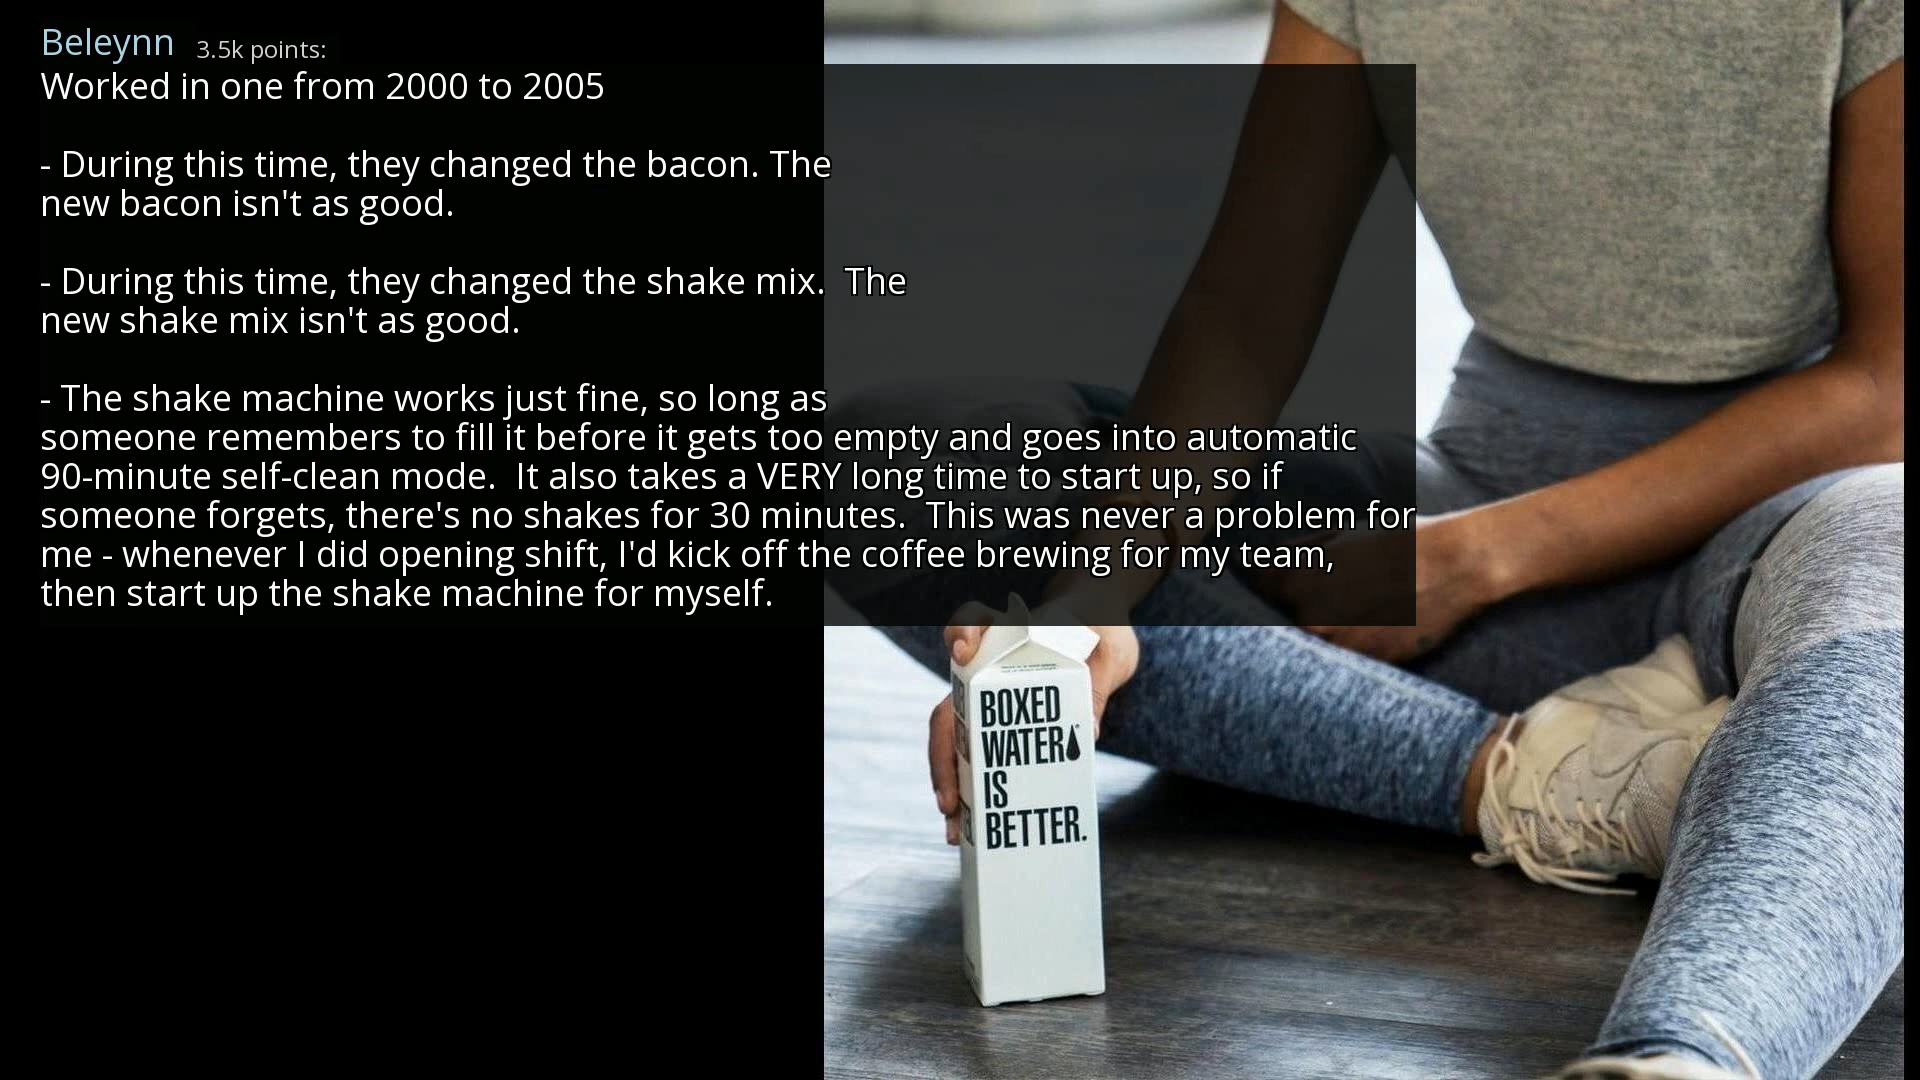 Beleynn 3.5k points:
Worked in one from 2000 to 2005
- During this time, they changed the bacon. The
new bacon isn't as good.
- During this time, they changed the shake mix.  The
new shake mix isn't as good.
- The shake machine works just fine, so long as
someone remembers to fill it before it gets too empty and goes into automatic
90-minute self-clean mode.  It also takes a VERY long time to start up, so if
someone forgets, there's no shakes for 30 minutes.  This was never a problem for
me - whenever I did opening shift, I'd kick off the coffee brewing for my team,
then start up the shake machine for myself.
BOXED
WATER
IS
BETTER.